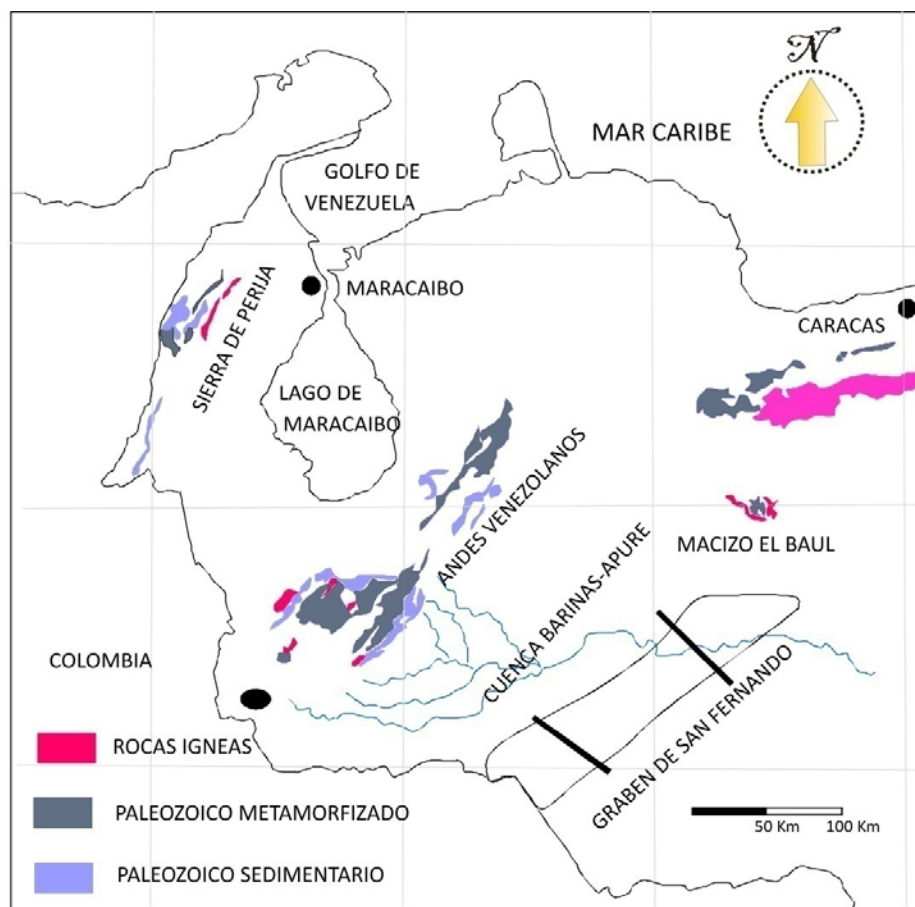 N
MAR CARIBE
GOLFO DE
VENEZUELA
MARACAIBO
SIERRA DE PERIJA
CARACAS
LAGO DE
MARACAIBO
ANDES VENEZOLANOS
MACIZO EL BAUL
CUENCA BARINAS-APURE
COLOMBIA
GRABEN DE SAN FERNANDO
ROCAS IGNEAS
PALEOZOICO METAMORFIZADO
PALEOZOICO SEDIMENTARIO
50 Km 100 Km